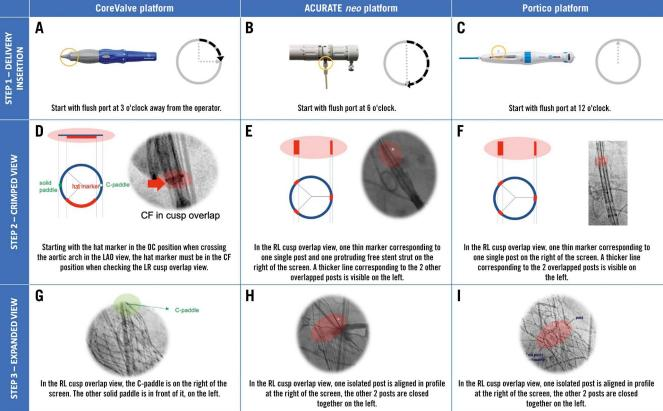 CoreValve platform
ACURATE neo platform
Portico platform
STEP 1 – DELIVERY
INSERTION
A
Start with flush port at 3 o'clock away from the operator.
B
Start with flush port at 6 o'clock.
C
Start with flush port at 12 o'clock.
STEP 2 – CRIMPED VIEW
D
solid
paddle
hat marker
C-paddle
CF in cusp overlap
Starting with the hat marker in the OC position when crossing
the aortic arch in the LAO view, the hat marker must be in the CF
position when checking the LR cusp overlap view.
E
In the RL cusp overlap view, one thin marker corresponding to
one single post and one protruding free stent strut on the
right of the screen. A thicker line corresponding to the 2 other
overlapped posts is visible on the left.
F
In the RL cusp overlap view, one thin marker corresponding to
one single post on the right of the screen. A thicker line
corresponding to the 2 overlapped posts is visible on
the left.
STEP 3 – EXPANDED VIEW
G
C-paddle
In the RL cusp overlap view, the C-paddle is on the right of the
screen. The other solid paddle is in front of it, on the left.
H
In the RL cusp overlap view, one isolated post is aligned in profile
at the right of the screen, the other 2 posts are closed
together on the left.
I
post
In the RL cusp overlap view, one isolated post is aligned in profile
at the right of the screen, the other 2 posts are closed
together on the left.